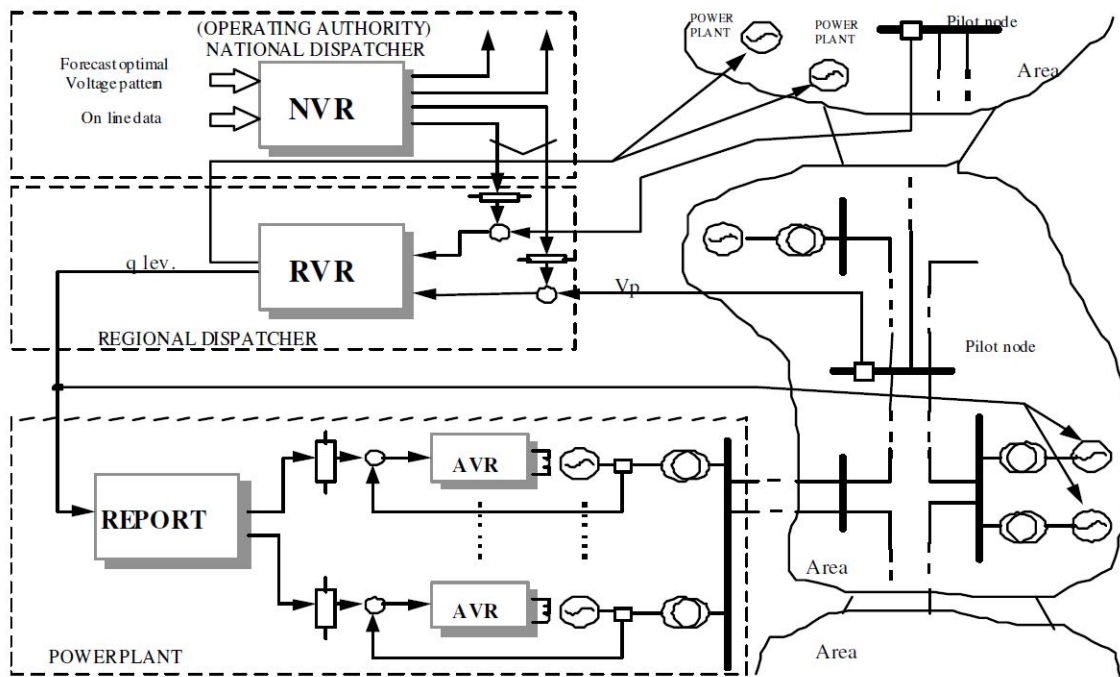 (OPERATING AUTHORITY)
NATIONAL DISPATCHER
Forecast optimal
Voltage pattern
On line data
NVR
POWER
PLANT
POWER
PLANT
Pilot node
Area
RVR
q lev.
REGIONAL DISPATCHER
Vp
Pilot node
REPORT
AVR
AVR
POWERPLANT
Area
Area